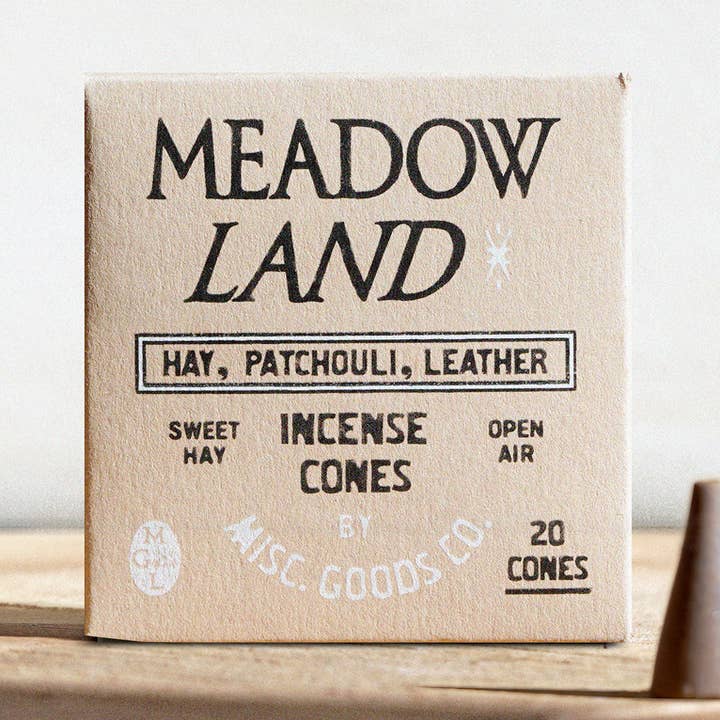 MEADOW
LAND
HAY, PATCHOULI, LEATHER
SWEET
HAY
INCENSE
CONES
OPEN
AIR
BY
MISC. GOODS CO.
20
CONES
M
G
L